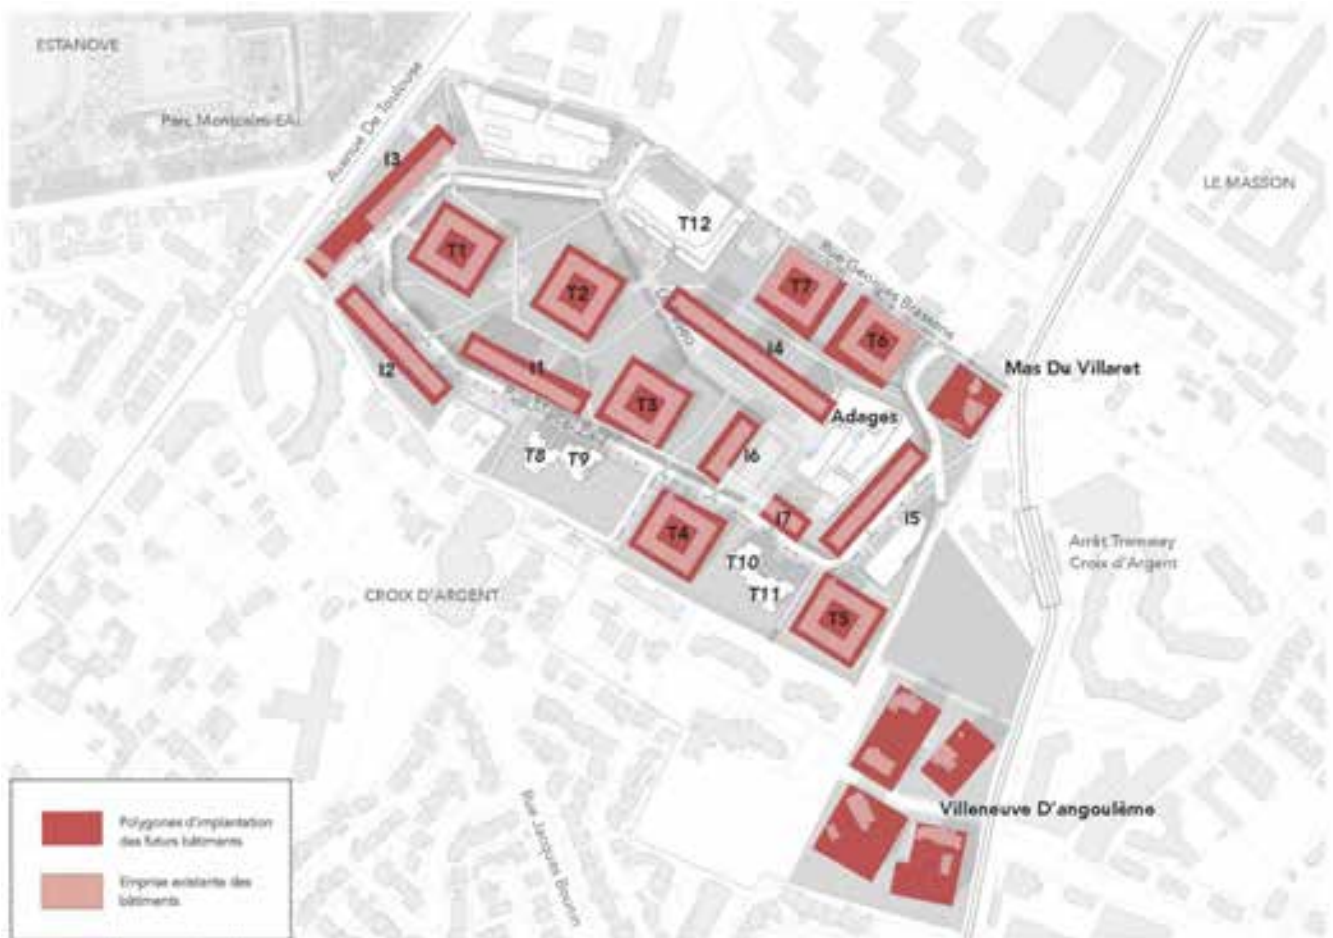 ESTANOVE
Parc Montcalm-EAI
Avenue De Toulouse
I3
LE MASSON
T12
T1
T2
T7
Rue Georges Brassens
T6
I4
Mas Du Villaret
I2
I1
T3
Adages
T8
T9
I6
I7
I5
T4
T10
T11
Arrêt Tramway
Croix d'Argent
CROIX D'ARGENT
T5
Villeneuve D'angoulème
Rue Jacques Bounin
Polygones d'implantation
des futurs bâtiments
Emprise existante des
bâtiments